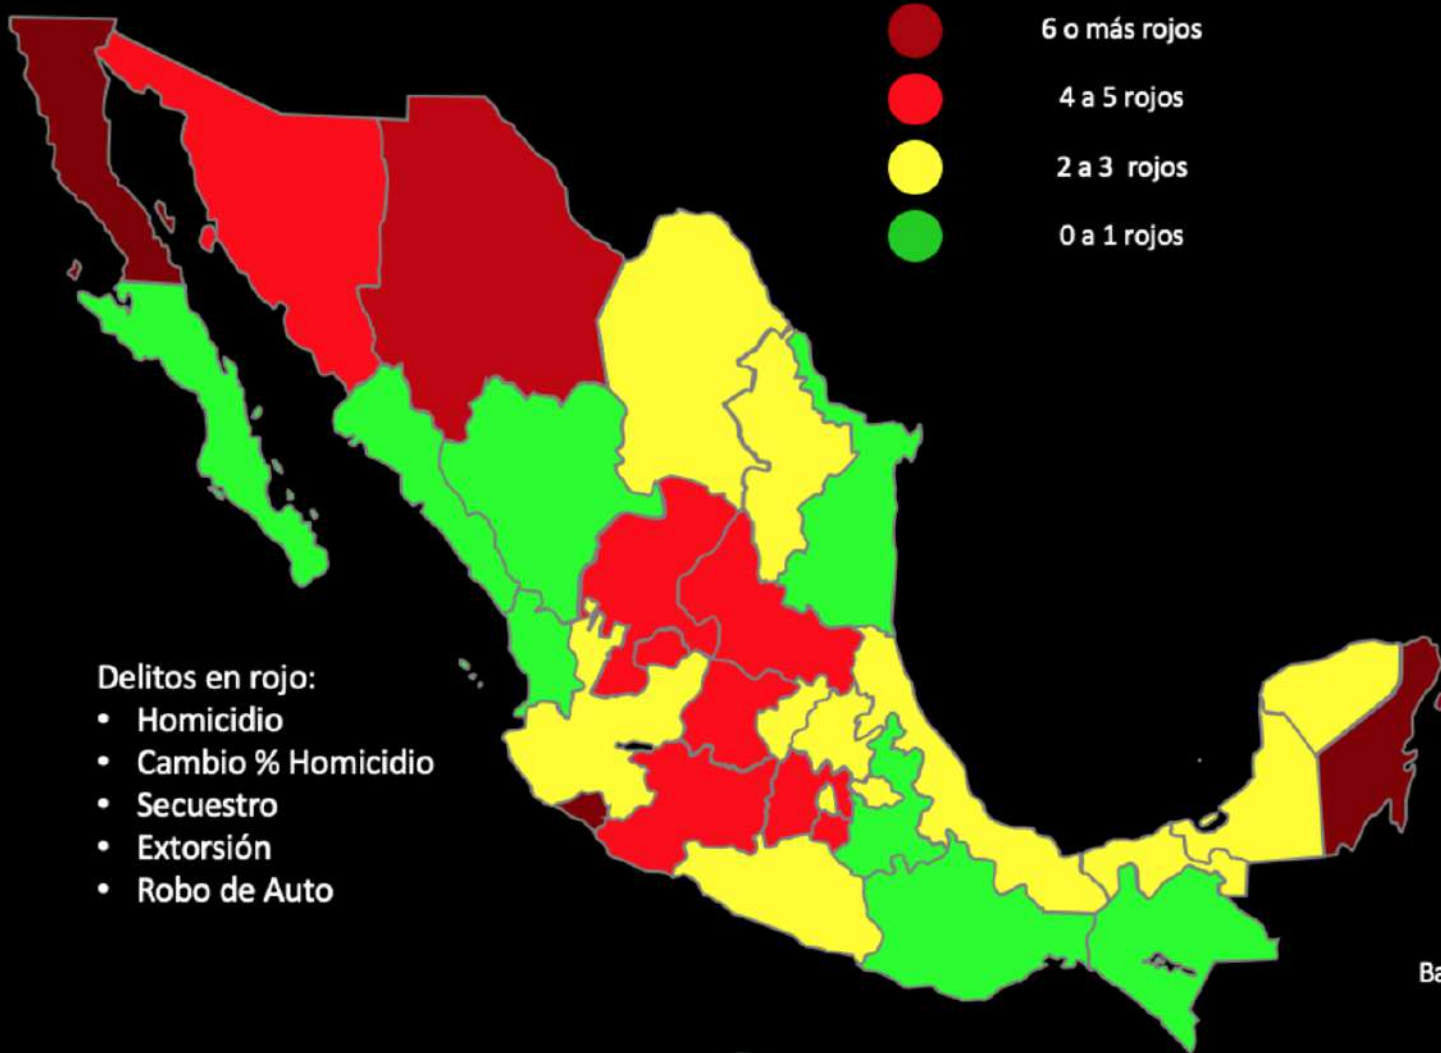 6 o más rojos
4 a 5 rojos
2 a 3 rojos
0 a 1 rojos
Delitos en rojo:
• Homicidio
• Cambio % Homicidio
• Secuestro
• Extorsión
• Robo de Auto
Ba